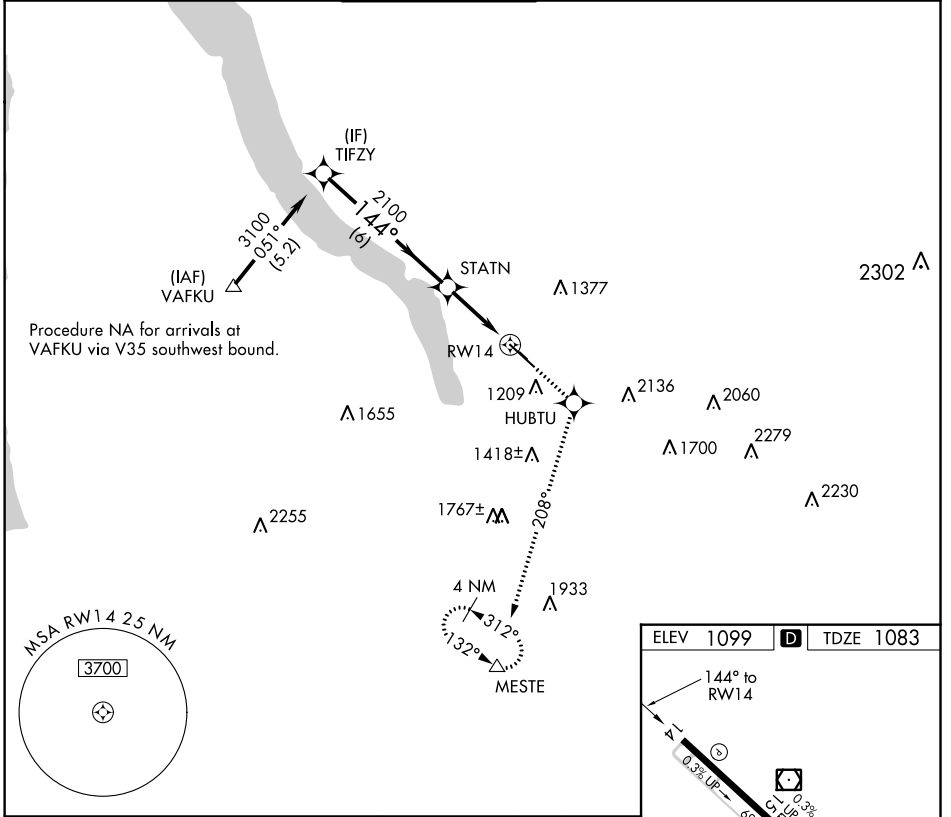 (IF)
TIFZY
2100
144°
(6)
3100
051°
(5.2)
(IAF)
VAFKU
STATN
1377
2302
Procedure NA for arrivals at
VAFKU via V35 southwest bound.
RW14
1209
HUBTU
2136
2060
1655
1418±
1700
2279
2230
1767±
208°
2255
1933
4 NM
312°
132°
MESTE
MSA RW14 25 NM
3700
ELEV 1099 D TDZE 1083
144° to
RW14
14
P
0.3% UP
0.3%
UP